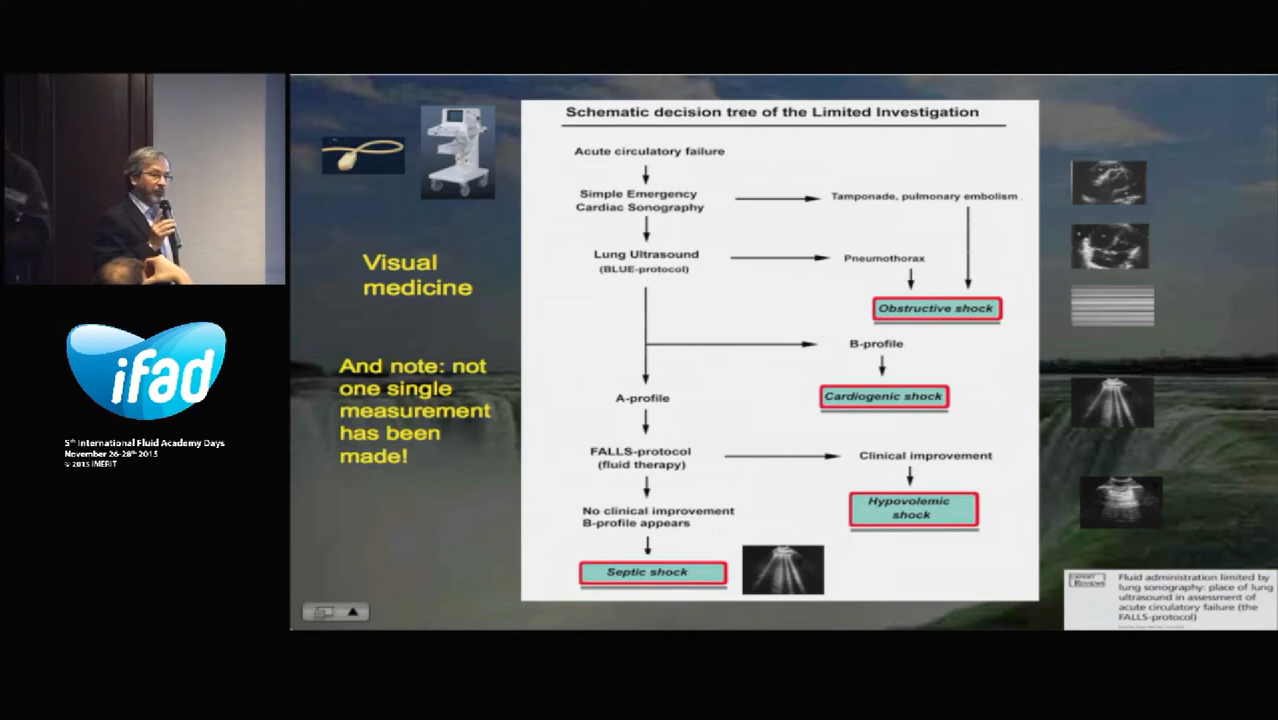 ifad
5th International Fluid Academy Days
November 26-28th 2015
© 2015 iMERIT
Visual
medicine
And note: not
one single
measurement
has been
made!
Schematic decision tree of the Limited Investigation
Acute circulatory failure
Simple Emergency
Cardiac Sonography
Tamponade, pulmonary embolism
Lung Ultrasound
(BLUE-protocol)
Pneumothorax
Obstructive shock
B-profile
Cardiogenic shock
A-profile
FALLS-protocol
(fluid therapy)
Clinical improvement
Hypovolemic
shock
No clinical improvement
B-profile appears
Septic shock
EXPERT
REVIEWS
Fluid administration limited by
lung sonography: place of lung
ultrasound in assessment of
acute circulatory failure (the
FALLS-protocol)